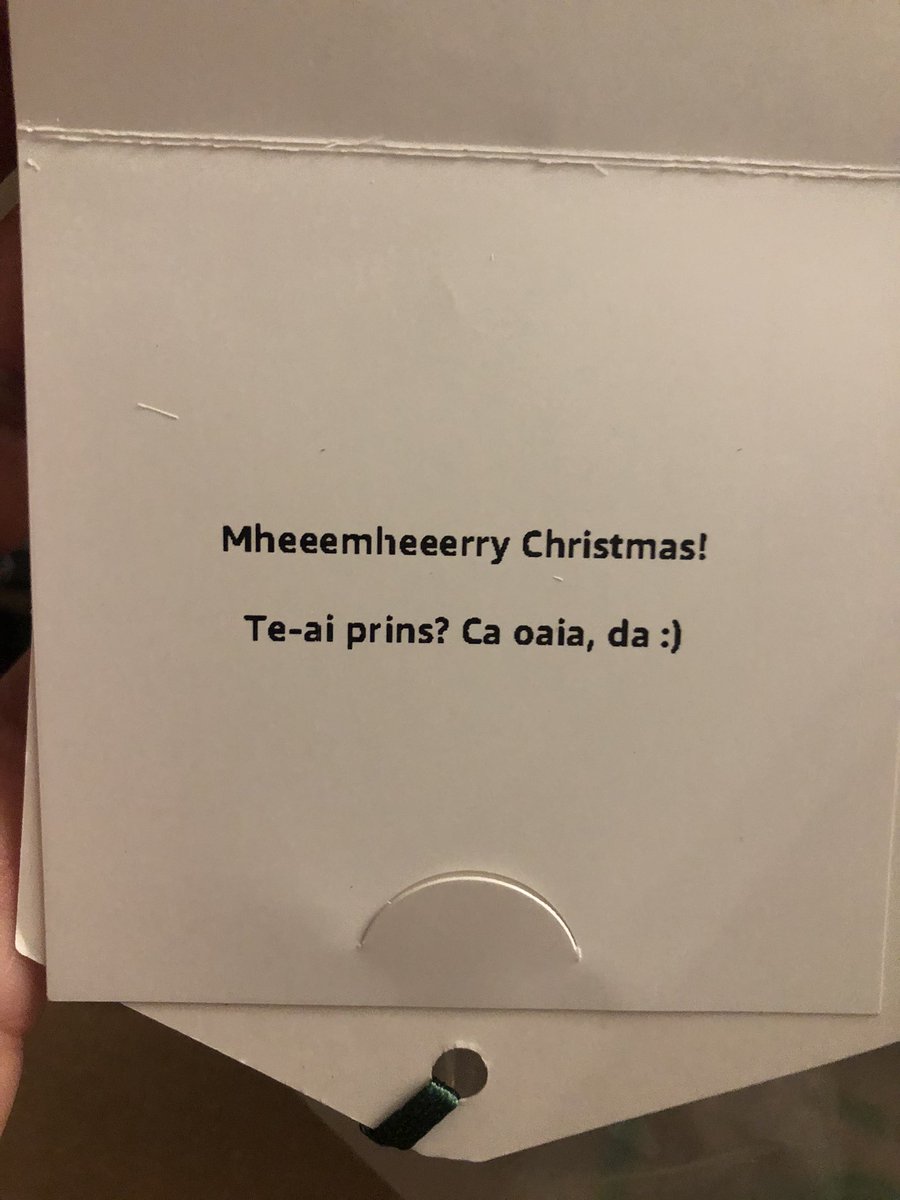 Mheeemheeerry Christmas!
Te-ai prins? Ca oaia, da :)